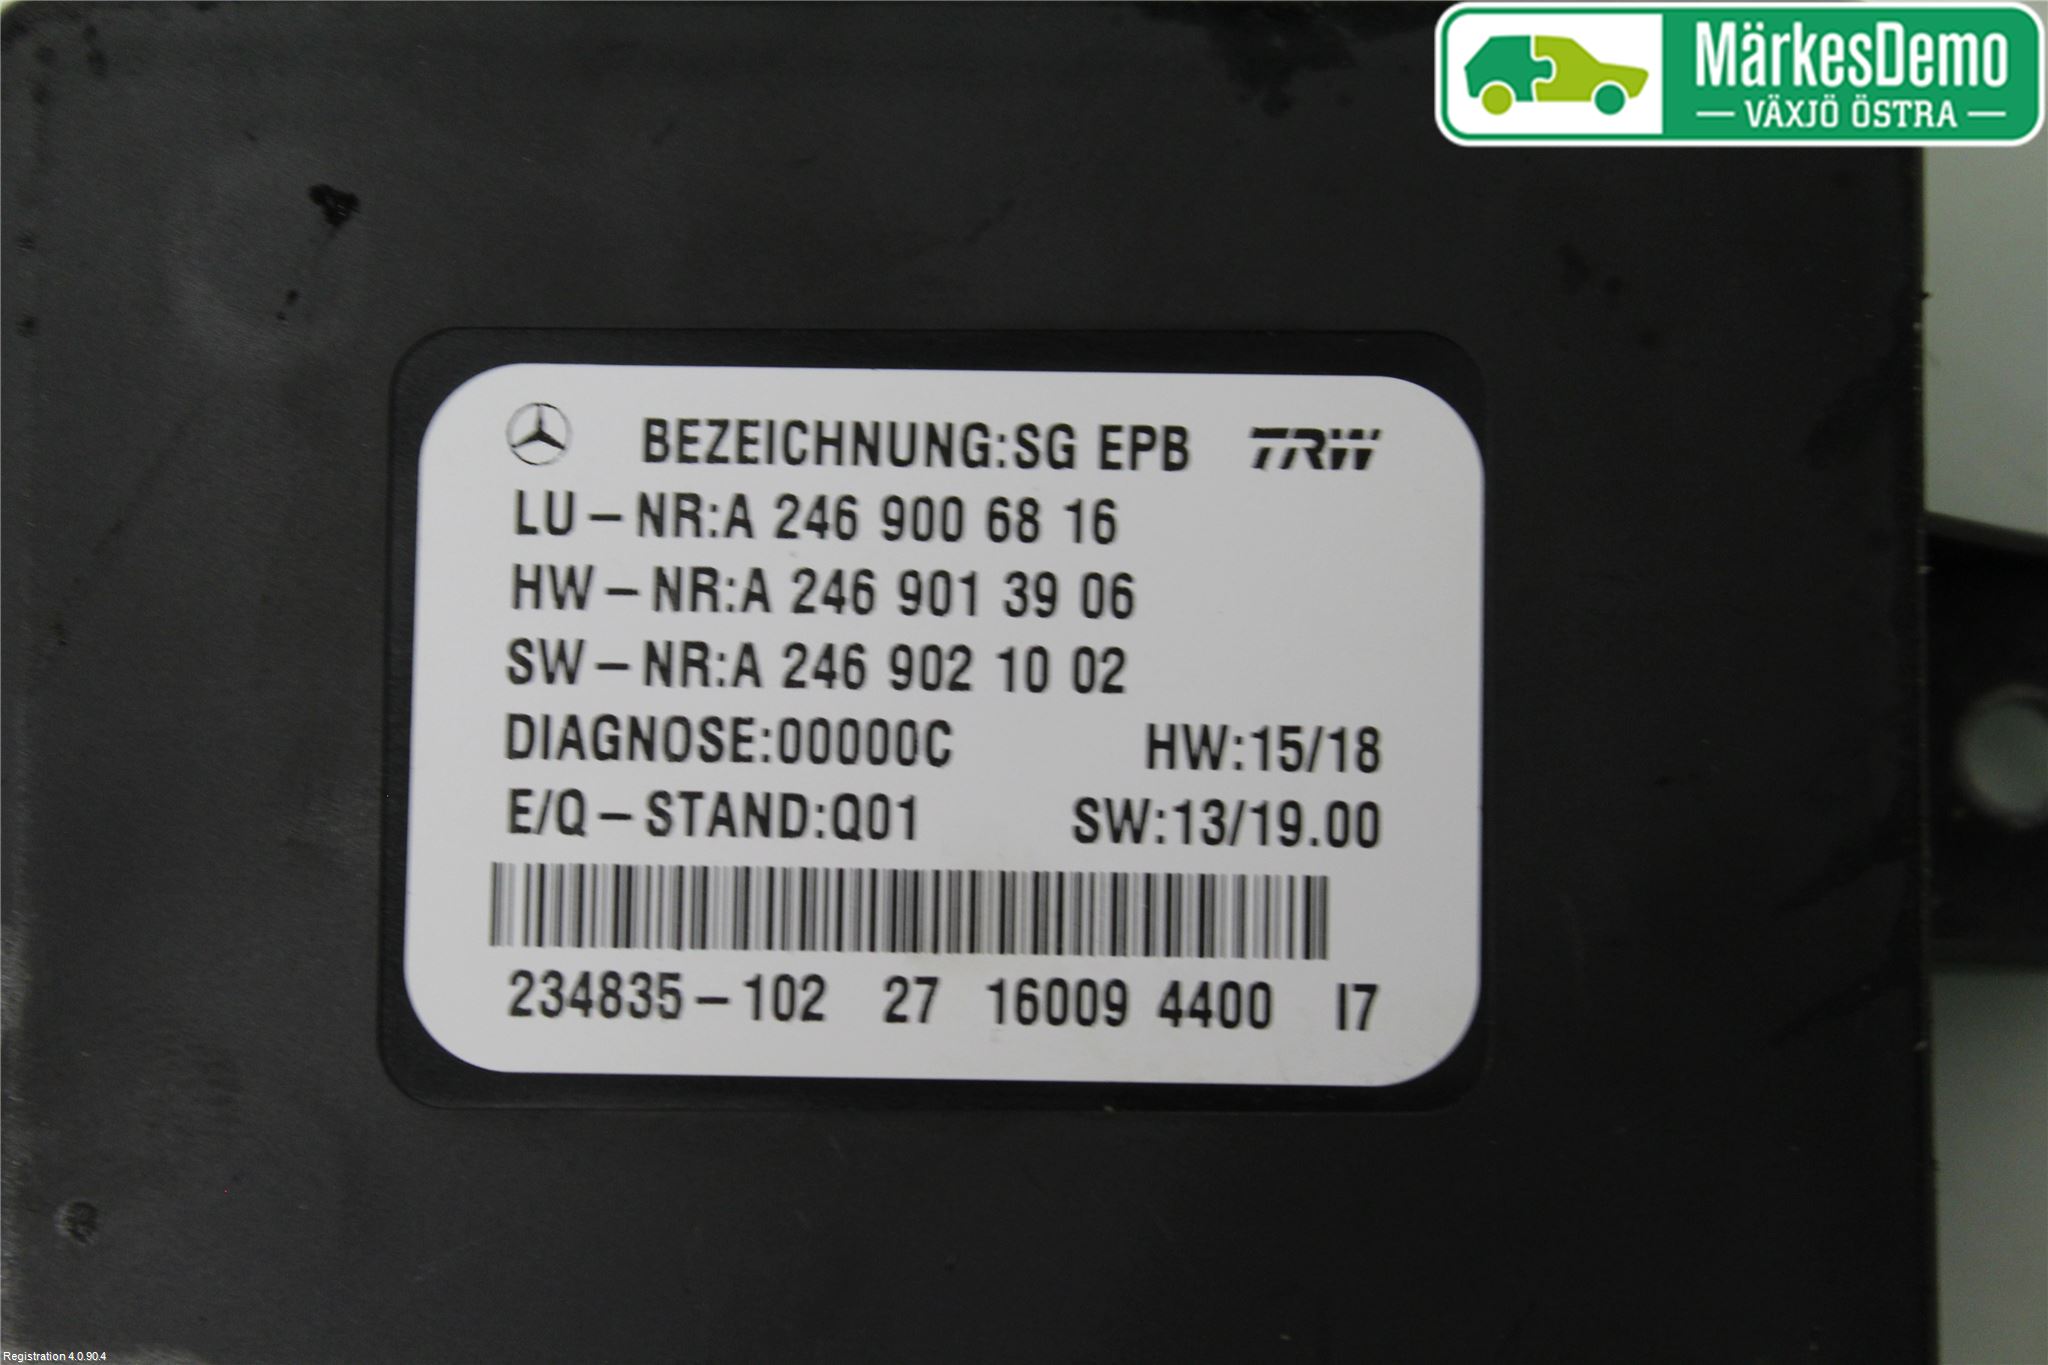 MärkesDemo
— VÄXJÖ ÖSTRA —
BEZEICHNUNG:SG EPB TRW
LU-NR:A 246 900 68 16
HW-NR:A 246 901 39 06
SW-NR:A 246 902 10 02
DIAGNOSE:00000C HW:15/18
E/Q-STAND:Q01 SW:13/19.00
234835-102 27 16009 4400 I7
Registration 4.0.90.4